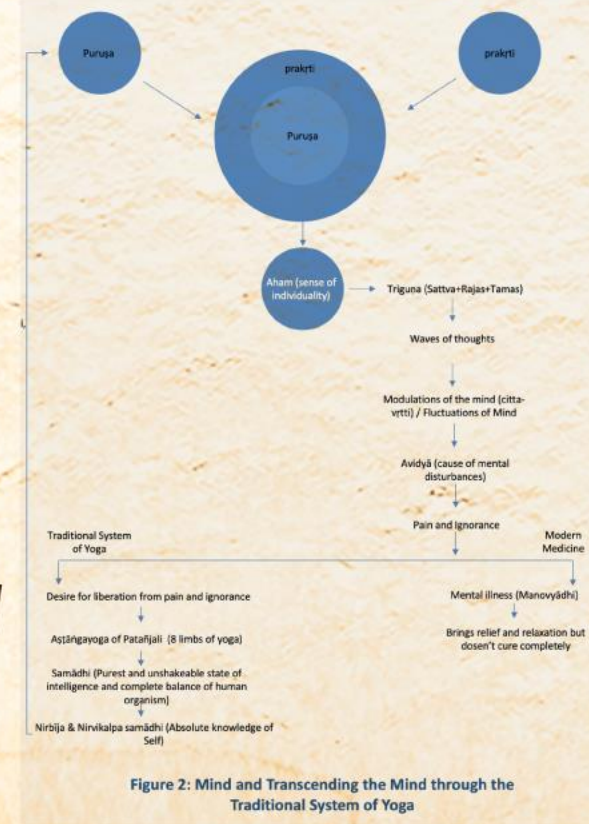 Puruṣa
prakṛti
prakṛti
Puruṣa
Aham (sense of
individuality)
Triguṇa (Sattva+Rajas+Tamas)
Waves of thoughts
Modulations of the mind (citta-
vṛtti) / Fluctuations of Mind
Avidyā (cause of mental
disturbances)
Pain and Ignorance
Traditional System
of Yoga
Modern
Medicine
Desire for liberation from pain and ignorance
Aṣṭāṅgayoga of Patañjali (8 limbs of yoga)
Samādhi (Purest and unshakeable state of
intelligence and complete balance of human
organism)
Nirbīja & Nirvikalpa samādhi (Absolute knowledge of
Self)
Mental illness (Manovyādhi)
Brings relief and relaxation but
dosen't cure completely
Figure 2: Mind and Transcending the Mind through the
Traditional System of Yoga